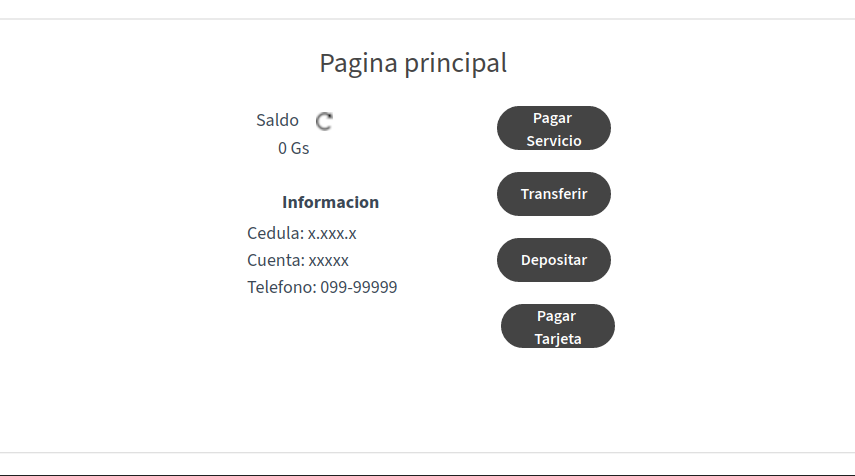 Pagina principal
Saldo
0 Gs
Informacion
Cedula: x.xxx.x
Cuenta: xxxxx
Telefono: 099-99999
Pagar
Servicio
Transferir
Depositar
Pagar
Tarjeta